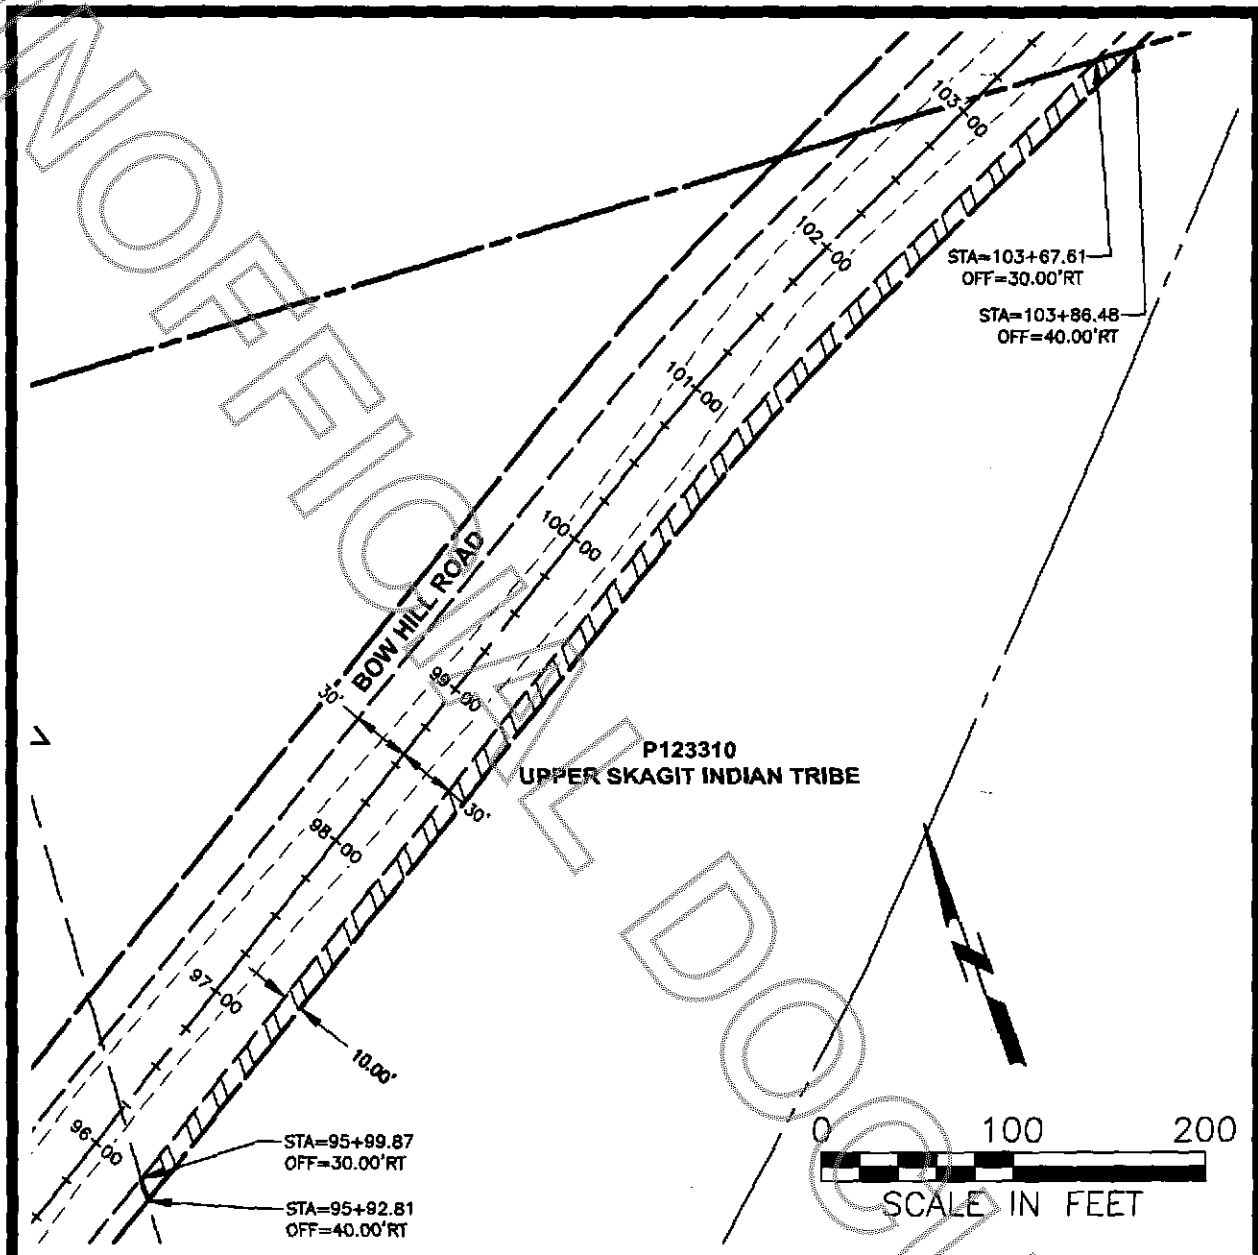 UNOFFICIAL DOC
103+00
102+00
STA=103+67.61
OFF=30.00'RT
STA=103+86.48
OFF=40.00'RT
101+00
100+00
BOW HILL ROAD
99+00
30'
P123310
UPPER SKAGIT INDIAN TRIBE
30'
98+00
97+00
10.00'
96+00
STA=95+99.87
OFF=30.00'RT
STA=95+92.81
OFF=40.00'RT
N
0 100 200
SCALE IN FEET